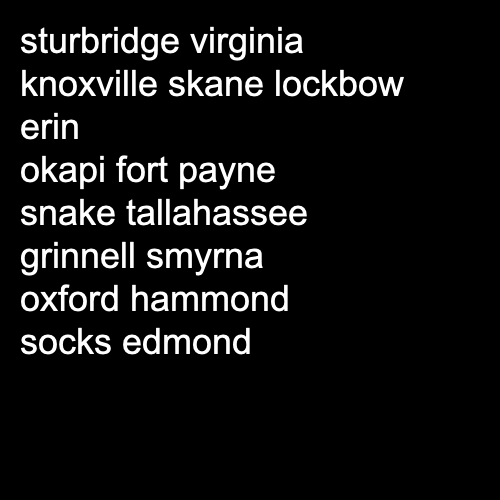 sturbridge virginia
knoxville skane lockbow
erin
okapi fort payne
snake tallahassee
grinnell smyrna
oxford hammond
socks edmond